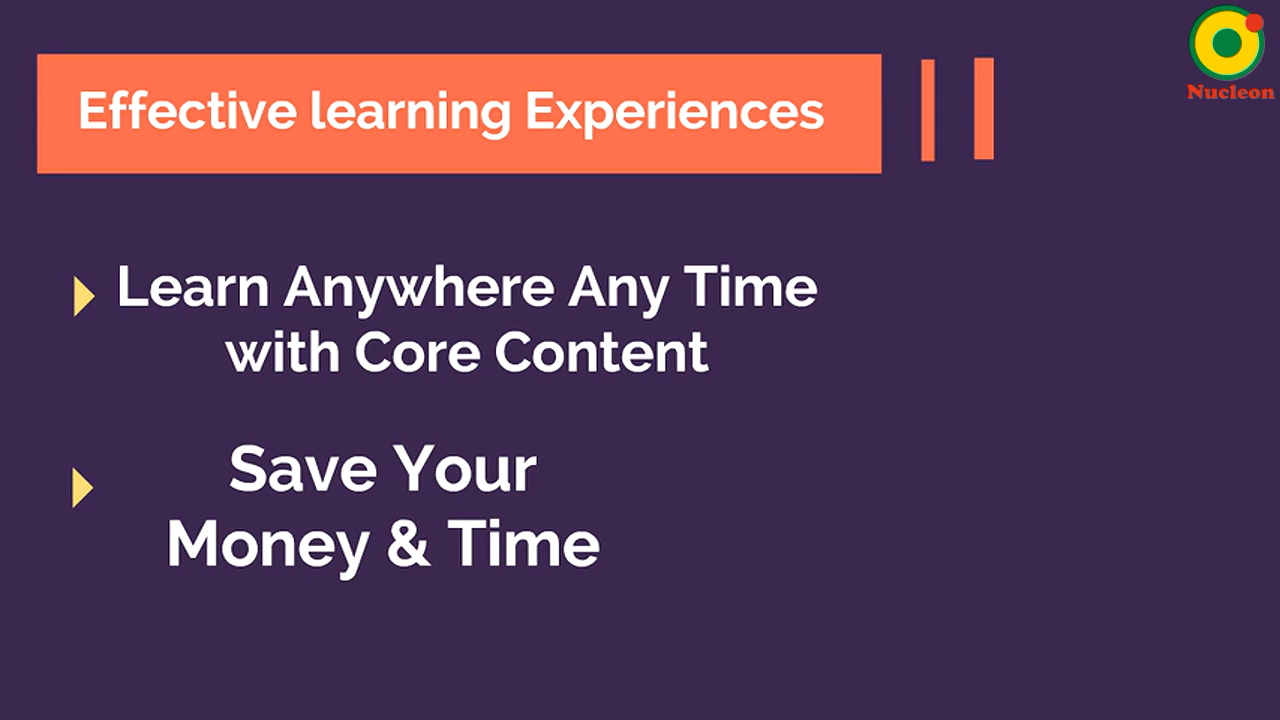 Effective learning Experiences
Nucleon
Learn Anywhere Any Time
with Core Content
Save Your
Money & Time